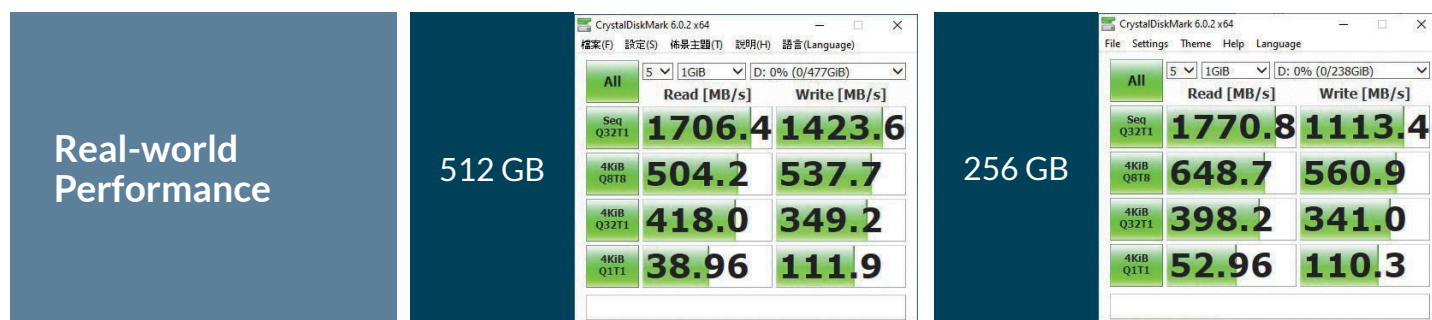 Real-world
Performance
512 GB
CrystalDiskMark 6.0.2 x64
檔案(F) 設定(S) 佈景主題(T) 説明(H) 語言(Language)
All 5 1GiB D: 0% (0/477GiB)
Read [MB/s] Write [MB/s]
Seq
Q32T1 1706.4 1423.6
4KiB
Q8T8 504.2 537.7
4KiB
Q32T1 418.0 349.2
4KiB
Q1T1 38.96 111.9
256 GB
CrystalDiskMark 6.0.2 x64
File Settings Theme Help Language
All 5 1GiB D: 0% (0/238GiB)
Read [MB/s] Write [MB/s]
Seq
Q32T1 1770.8 1113.4
4KiB
Q8T8 648.7 560.9
4KiB
Q32T1 398.2 341.0
4KiB
Q1T1 52.96 110.3